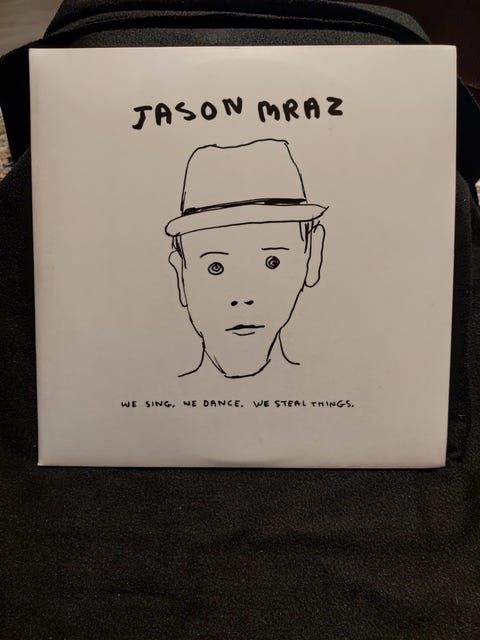 JASON MRAZ
WE SING. WE DANCE. WE STEAL THINGS.